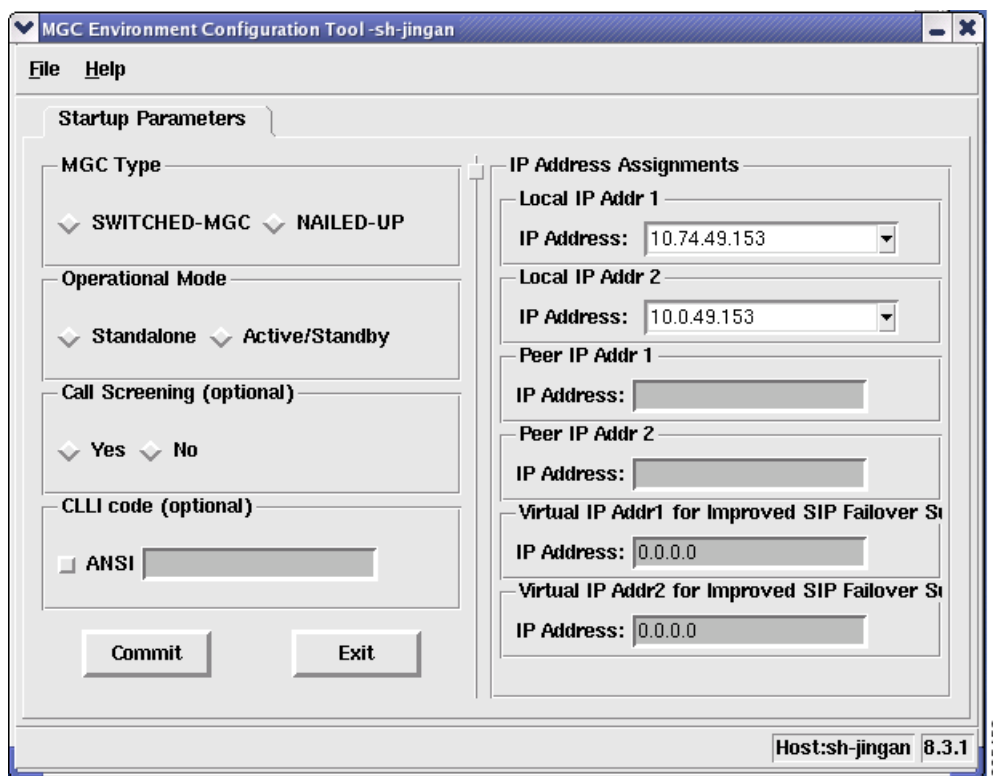 MGC Environment Configuration Tool -sh-jingan
File Help
Startup Parameters
MGC Type
SWITCHED-MGC NAILED-UP
Operational Mode
Standalone Active/Standby
Call Screening (optional)
Yes No
CLLI code (optional)
ANSI
Commit Exit
IP Address Assignments
Local IP Addr 1
IP Address: 10.74.49.153
Local IP Addr 2
IP Address: 10.0.49.153
Peer IP Addr 1
IP Address:
Peer IP Addr 2
IP Address:
Virtual IP Addr1 for Improved SIP Failover
IP Address: 0.0.0.0
Virtual IP Addr2 for Improved SIP Failover
IP Address: 0.0.0.0
Host:sh-jingan 8.3.1